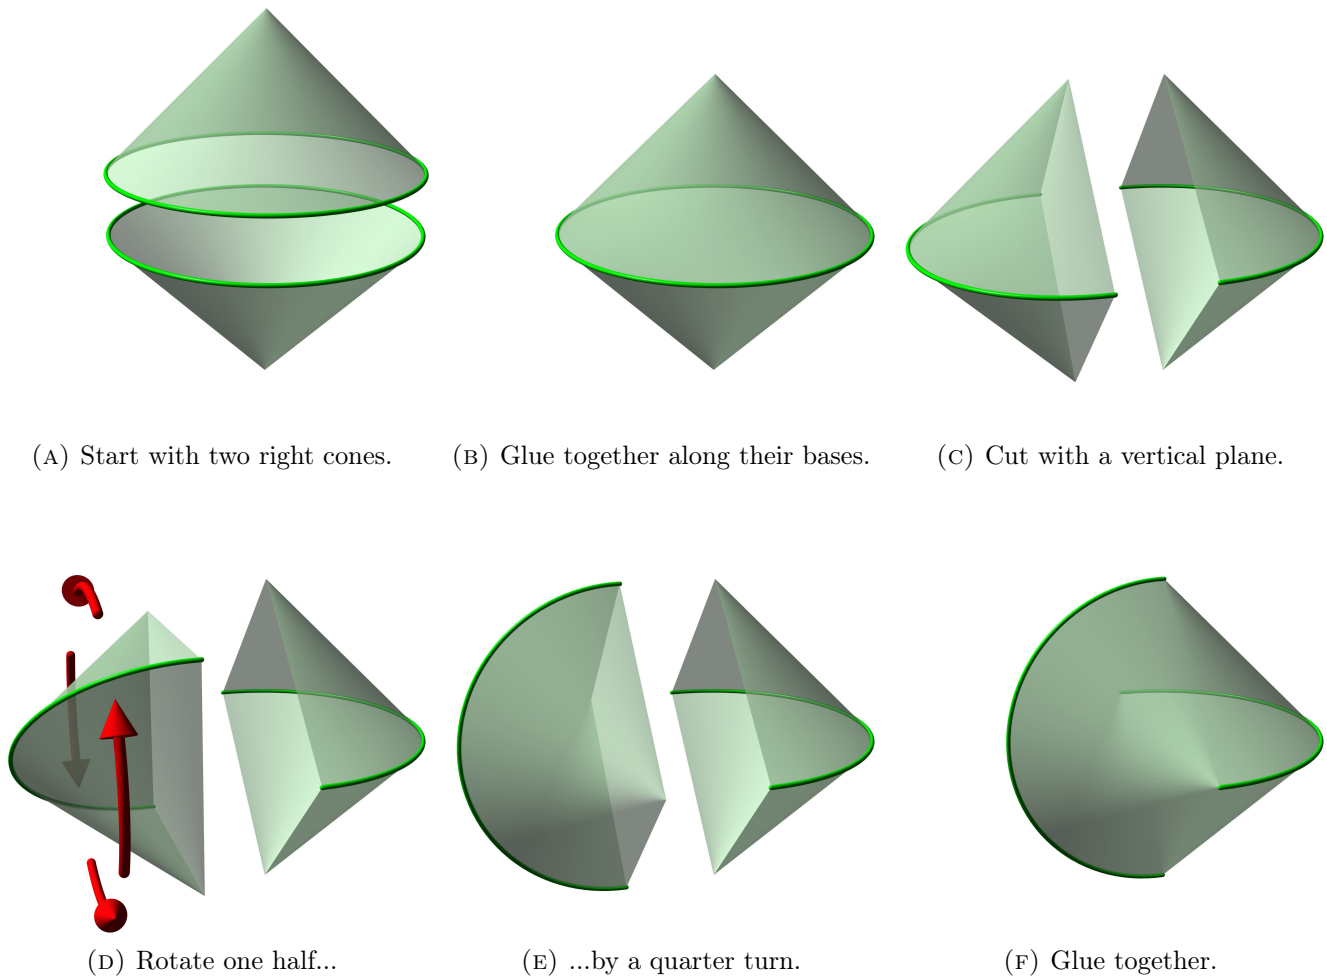 (A) Start with two right cones.
(B) Glue together along their bases.
(C) Cut with a vertical plane.
(D) Rotate one half...
(E) ...by a quarter turn.
(F) Glue together.